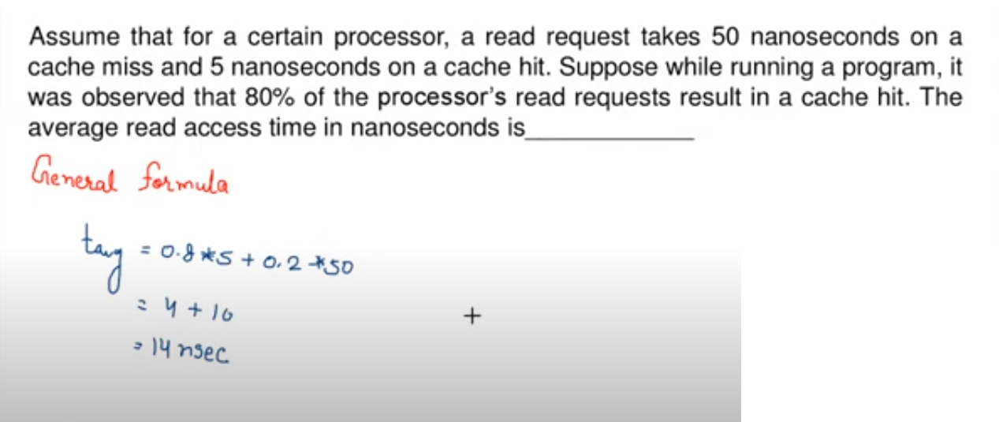 Assume that for a certain processor, a read request takes 50 nanoseconds on a
cache miss and 5 nanoseconds on a cache hit. Suppose while running a program, it
was observed that 80% of the processor's read requests result in a cache hit. The
average read access time in nanoseconds is____________
General formula
tavg = 0.8*5 + 0.2 *50
= 4 + 10
= 14 nsec